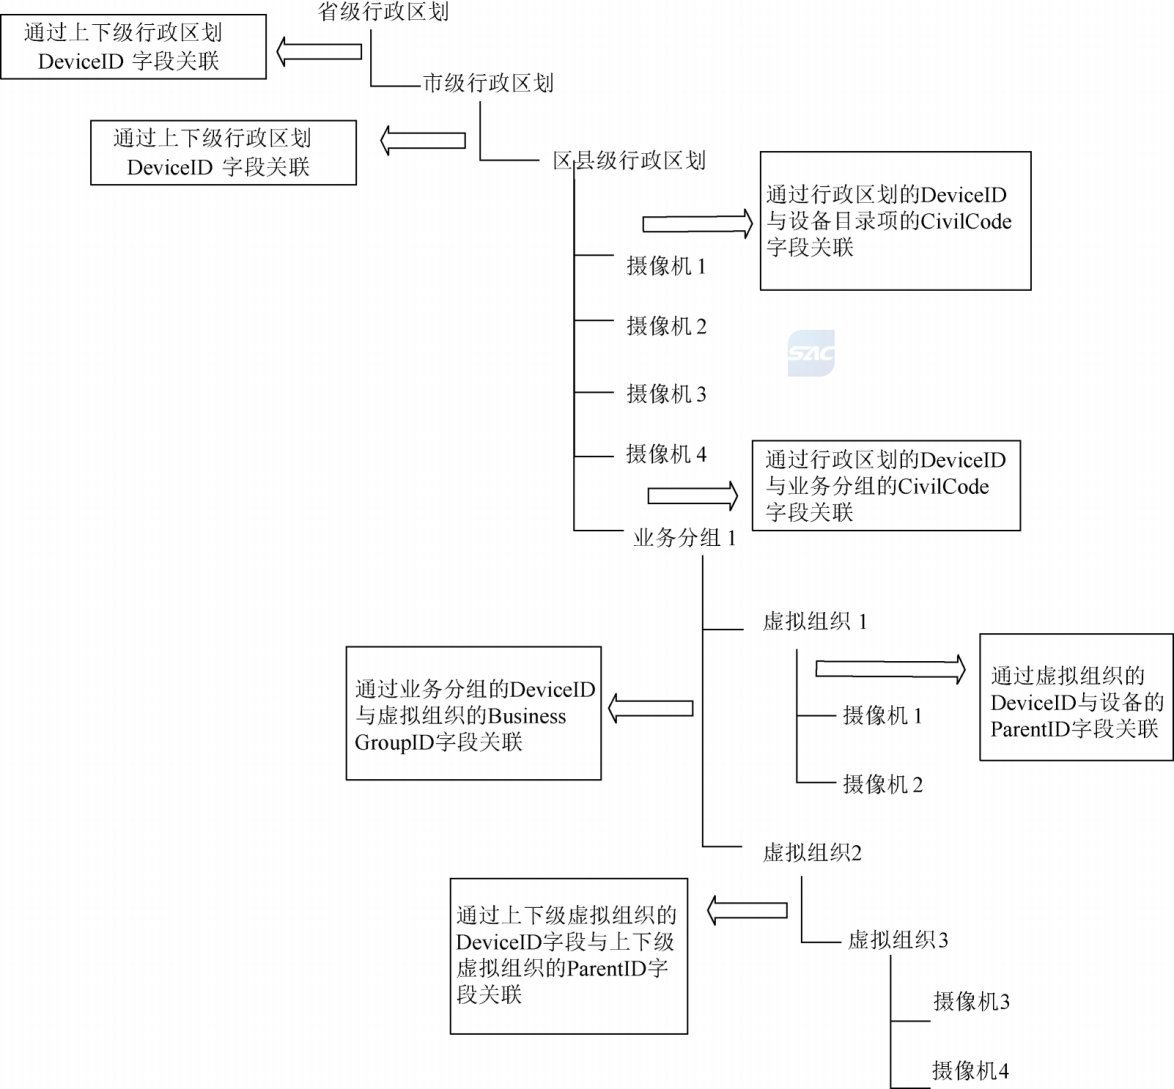 省级行政区划
通过上下级行政区划
DeviceID 字段关联
市级行政区划
通过上下级行政区划
DeviceID 字段关联
区县级行政区划
通过行政区划的DeviceID
与设备目录项的CivilCode
字段关联
摄像机1
摄像机2
SAC
摄像机3
摄像机4
通过行政区划的DeviceID
与业务分组的CivilCode
字段关联
业务分组1
虚拟组织1
通过业务分组的DeviceID
与虚拟组织的Business
GroupID字段关联
通过虚拟组织的
DeviceID与设备的
ParentID字段关联
摄像机1
摄像机2
虚拟组织2
通过上下级虚拟组织的
DeviceID字段与上下级
虚拟组织的ParentID字
段关联
虚拟组织3
摄像机3
摄像机4